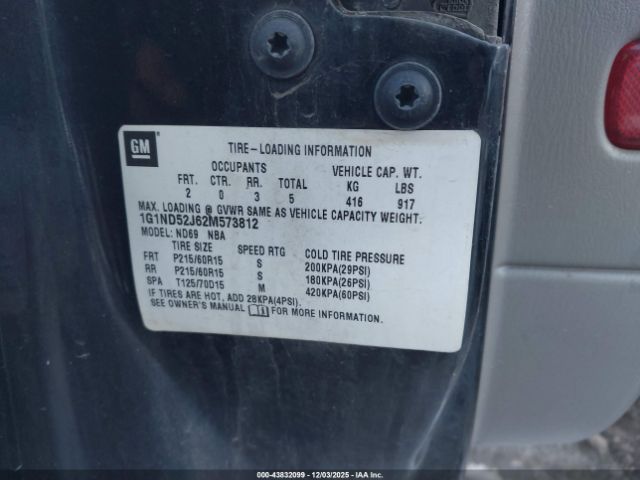 GM
TIRE-LOADING INFORMATION
OCCUPANTS VEHICLE CAP. WT.
FRT. CTR. RR. TOTAL KG LBS
2 0 3 5 416 917
MAX. LOADING @ GVWR SAME AS VEHICLE CAPACITY WEIGHT.
1G1ND52J62M573812
MODEL: ND69 NBA
TIRE SIZE SPEED RTG COLD TIRE PRESSURE
FRT P215/60R15 S 200KPA(29PSI)
RR P215/60R15 S 180KPA(26PSI)
SPA T125/70D15 M 420KPA(60PSI)
IF TIRES ARE HOT, ADD 28KPA(4PSI).
SEE OWNER'S MANUAL FOR MORE INFORMATION.
000-43832099 - 12/03/2025 - COPART